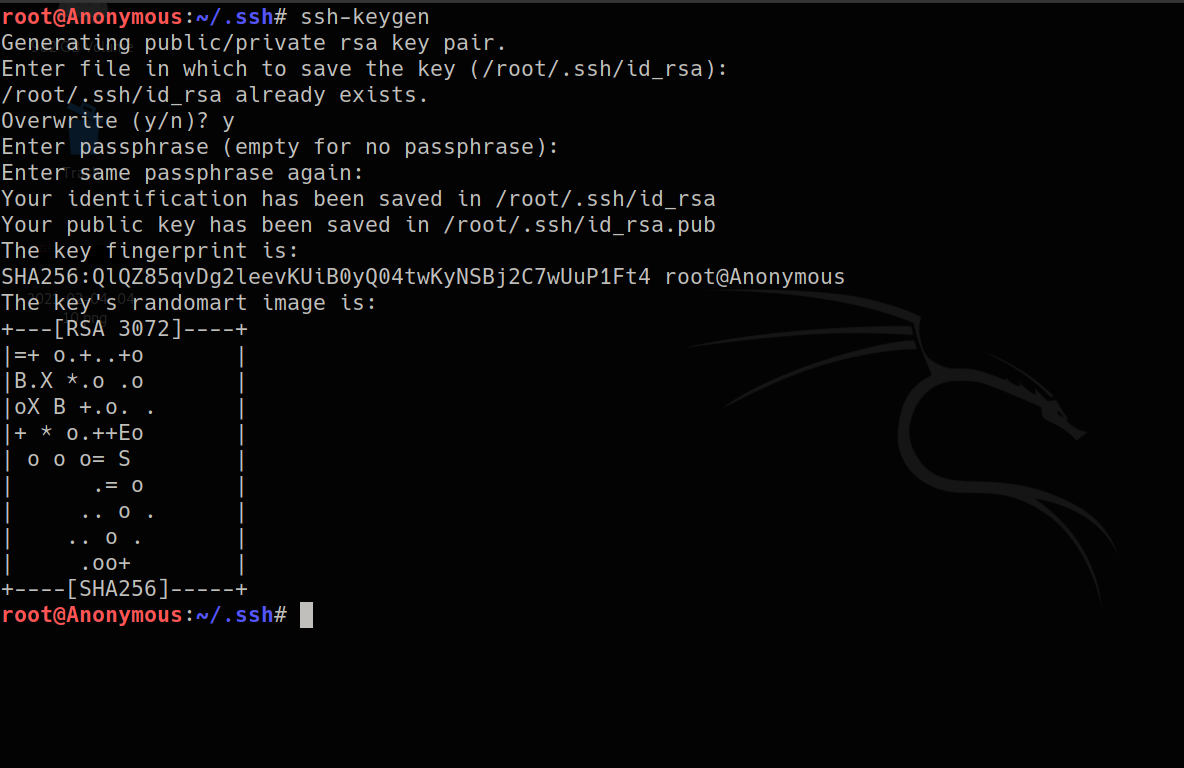 root@Anonymous:~/.ssh# ssh-keygen
Generating public/private rsa key pair.
Enter file in which to save the key (/root/.ssh/id_rsa):
/root/.ssh/id_rsa already exists.
Overwrite (y/n)? y
Enter passphrase (empty for no passphrase):
Enter same passphrase again:
Your identification has been saved in /root/.ssh/id_rsa
Your public key has been saved in /root/.ssh/id_rsa.pub
The key fingerprint is:
SHA256:QlQZ85qvDg2leevKUiB0yQ04twKyNSBj2C7wUuP1Ft4 root@Anonymous
The key's randomart image is:
+---[RSA 3072]----+
|=+ o.+..+o       |
|B.X *.o .o       |
|oX B +.o. .      |
|+ * o.++Eo       |
| o o o= S        |
|      .= o       |
|     .. o .      |
|    .. o .       |
|     .oo+        |
+----[SHA256]-----+
root@Anonymous:~/.ssh#